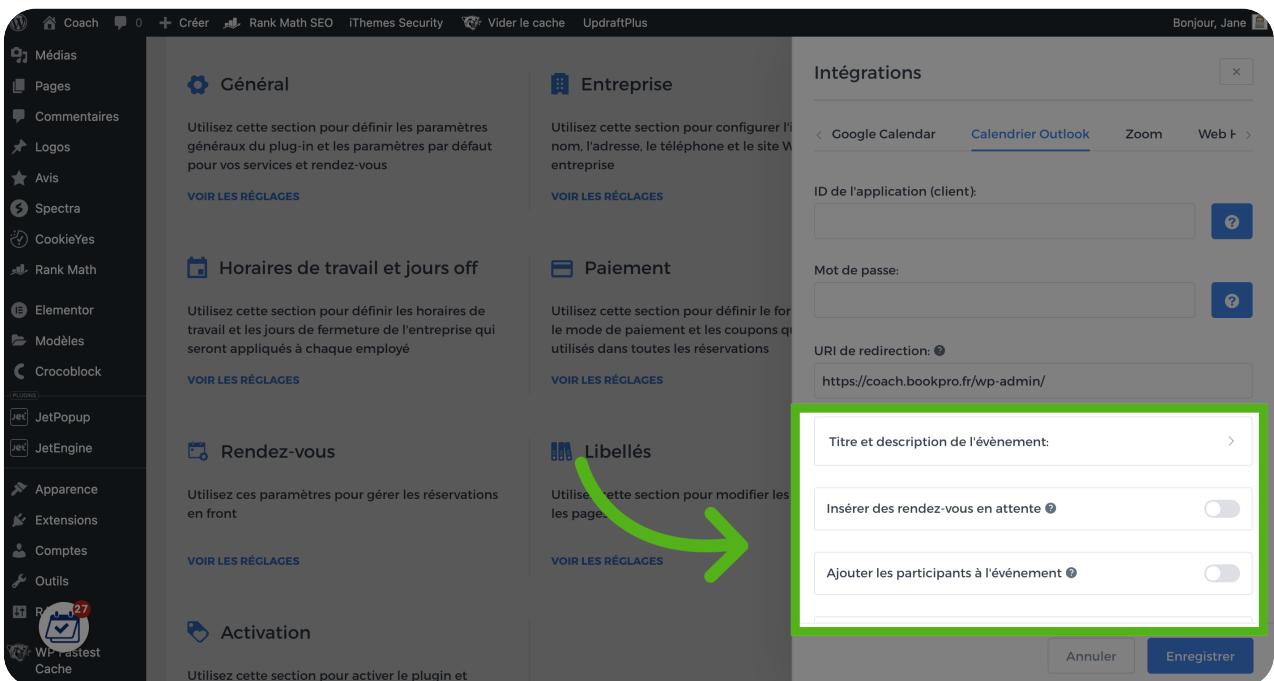 Coach 0 Créer Rank Math SEO iThemes Security Vider le cache UpdraftPlus Bonjour, Jane
Médias
Pages
Commentaires
Logos
Avis
Spectra
CookieYes
Rank Math
Elementor
Modèles
Crocoblock
PLUGINS
Jet JetPopup
Jet JetEngine
Apparence
Extensions
Comptes
Outils
27
WP Fastest
Cache
Général
Utilisez cette section pour définir les paramètres
généraux du plug-in et les paramètres par défaut
pour vos services et rendez-vous
VOIR LES RÉGLAGES
Entreprise
Utilisez cette section pour configurer l'i
nom, l'adresse, le téléphone et le site W
entreprise
VOIR LES RÉGLAGES
Horaires de travail et jours off
Utilisez cette section pour définir les horaires de
travail et les jours de fermeture de l'entreprise qui
seront appliqués à chaque employé
VOIR LES RÉGLAGES
Paiement
Utilisez cette section pour définir le for
le mode de paiement et les coupons qu
utilisés dans toutes les réservations
VOIR LES RÉGLAGES
Rendez-vous
Utilisez ces paramètres pour gérer les réservations
en front
VOIR LES RÉGLAGES
Libellés
Utilisez cette section pour modifier les
les pages
VOIR LES RÉGLAGES
Activation
Utilisez cette section pour activer le plugin et
Intégrations
Google Calendar Calendrier Outlook Zoom Web H
ID de l'application (client):
Mot de passe:
URI de redirection:
https://coach.bookpro.fr/wp-admin/
Titre et description de l'évènement:
Insérer des rendez-vous en attente
Ajouter les participants à l'événement
Annuler Enregistrer